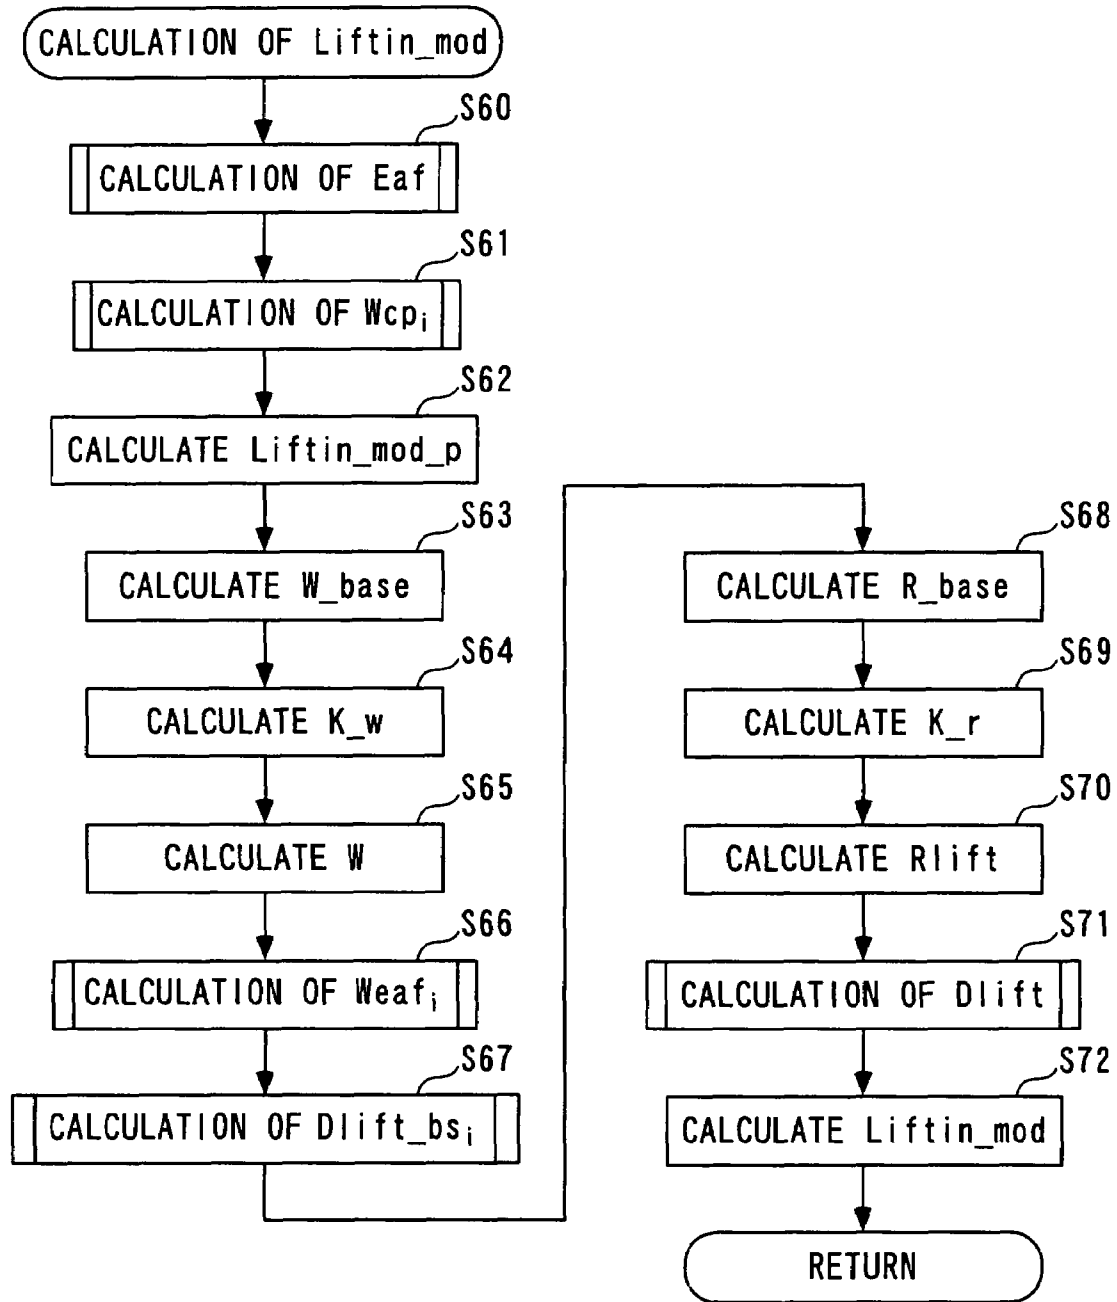 CALCULATION OF Liftin_mod
S60
CALCULATION OF Eaf
S61
CALCULATION OF Wcpi
S62
CALCULATE Liftin_mod_p
S63
CALCULATE W_base
S64
CALCULATE K_w
S65
CALCULATE W
S66
CALCULATION OF Weafi
S67
CALCULATION OF Dlift_bsi
S68
CALCULATE R_base
S69
CALCULATE K_r
S70
CALCULATE Rlift
S71
CALCULATION OF Dlift
S72
CALCULATE Liftin_mod
RETURN